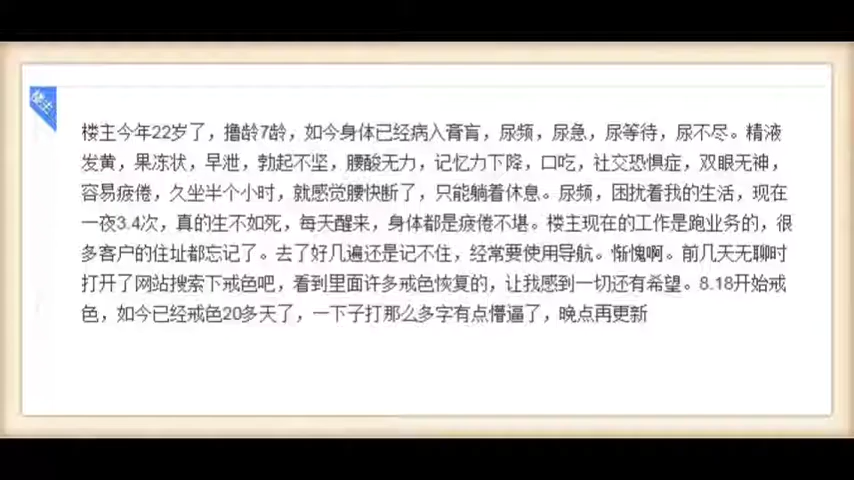 楼主
楼主今年22岁了，撸龄7龄，如今身体已经病入膏肓，尿频，尿急，尿等待，尿不尽。精液
发黄，果冻状，早泄，勃起不坚，腰酸无力，记忆力下降，口吃，社交恐惧症，双眼无神，
容易疲倦，久坐半个小时，就感觉腰快断了，只能躺着休息。尿频，困扰着我的生活，现在
一夜3.4次，真的生不如死，每天醒来，身体都是疲倦不堪。楼主现在的工作是跑业务的，很
多客户的住址都忘记了。去了好几遍还是记不住，经常要使用导航。惭愧啊。前几天无聊时
打开了网站搜索下戒色吧，看到里面许多戒色恢复的，让我感到一切还有希望。8.18开始戒
色，如今已经戒色20多天了，一下子打那么多字有点懵逼了，晚点再更新